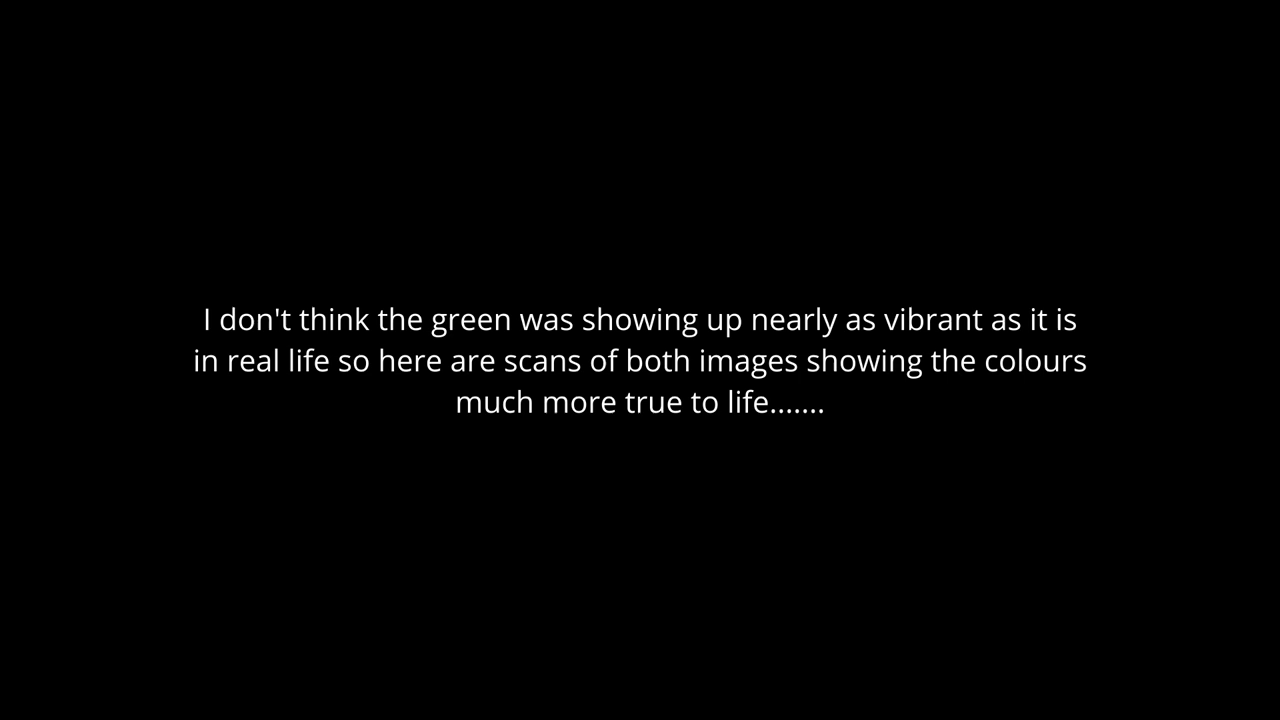 I don't think the green was showing up nearly as vibrant as it is
in real life so here are scans of both images showing the colours
much more true to life.......